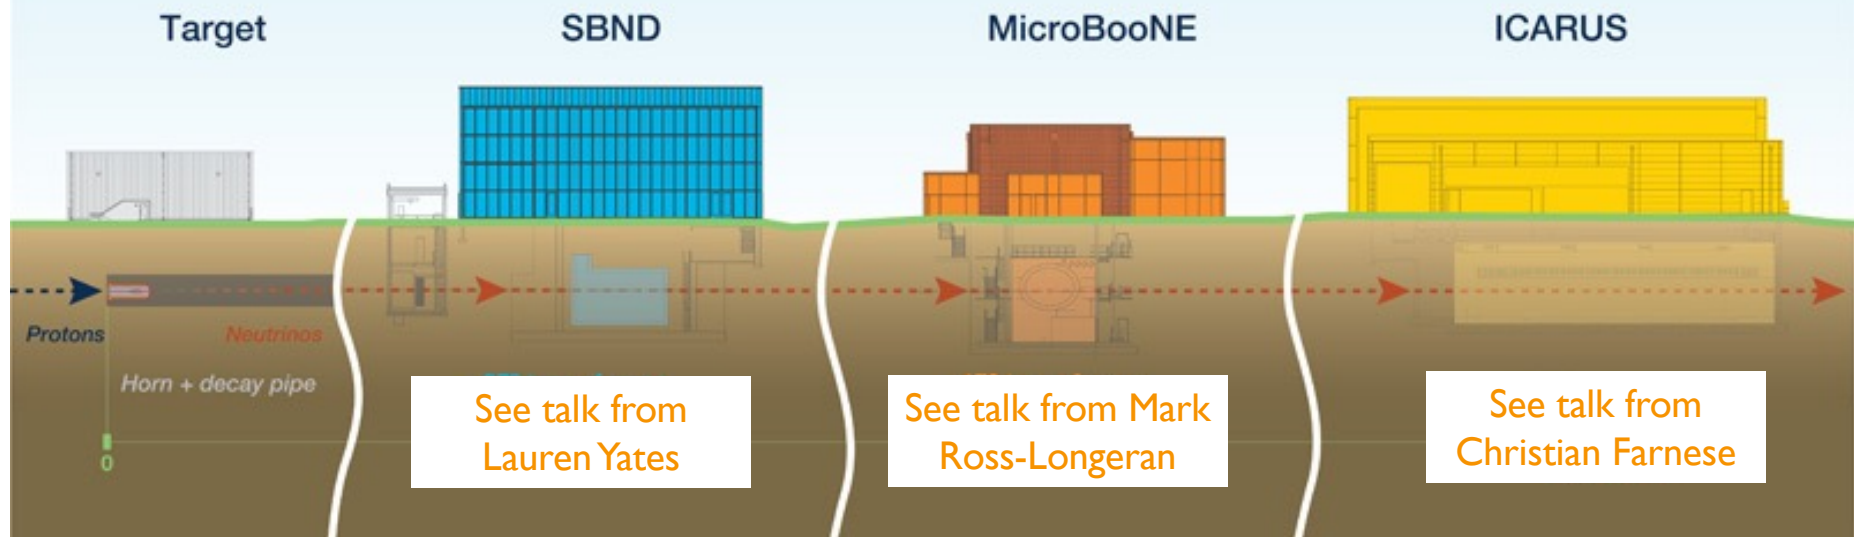 Target
SBND
MicroBooNE
ICARUS
Protons
Neutrinos
Horn + decay pipe
0
See talk from
Lauren Yates
See talk from Mark
Ross-Longeran
See talk from
Christian Farnese